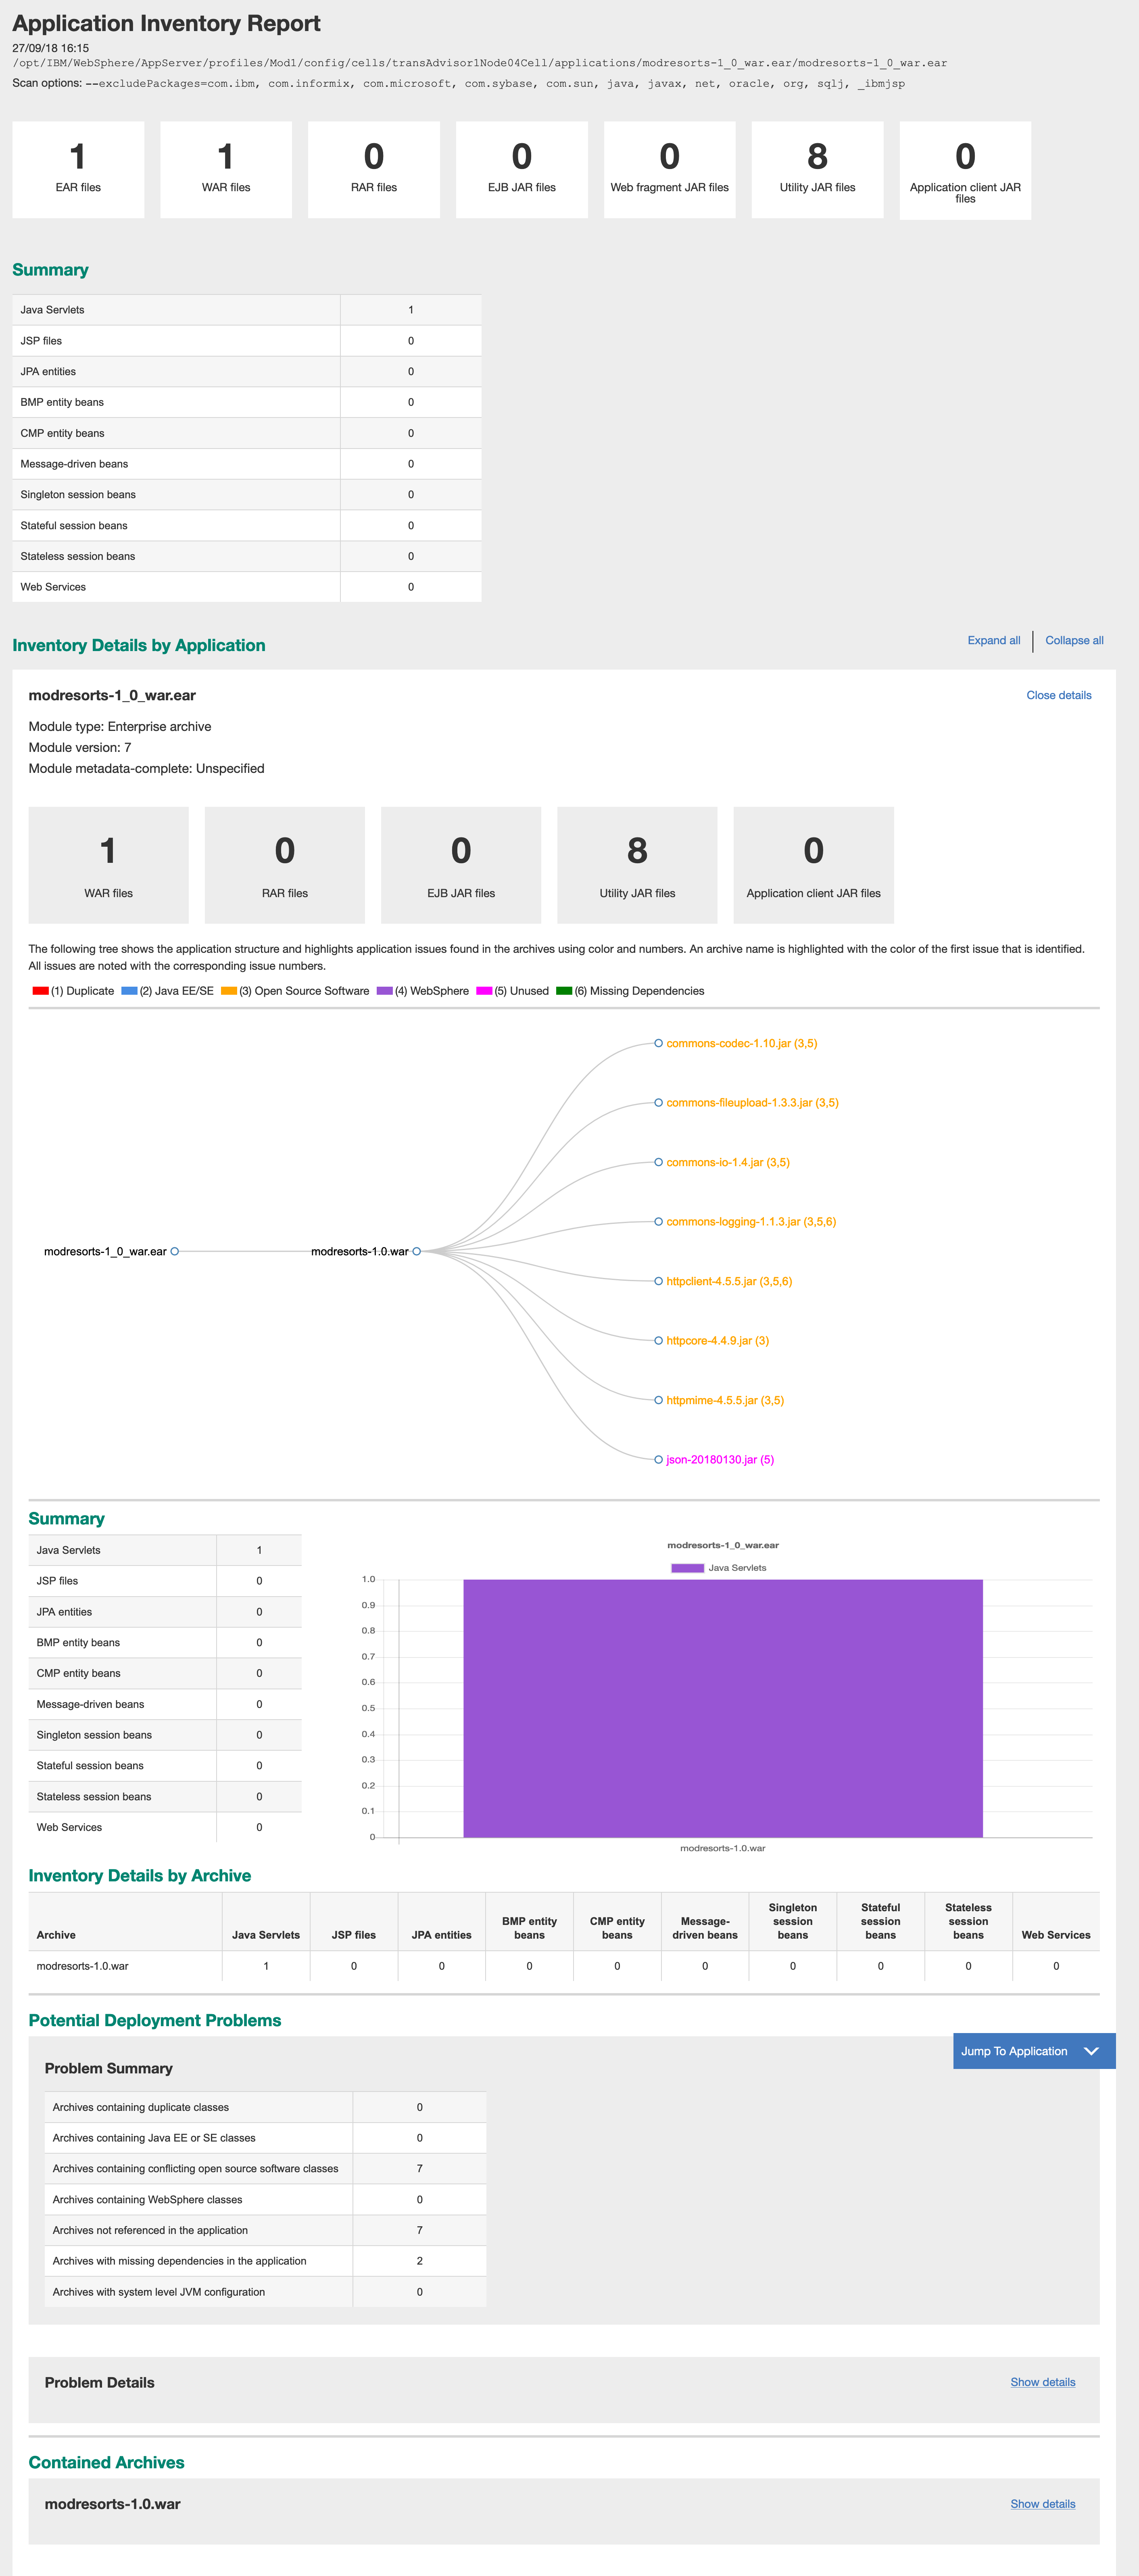 Application Inventory Report
27/09/18 16:15
/opt/IBM/WebSphere/AppServer/profiles/Mod1/config/cells/transAdvisor1Node04Cell/applications/modresorts-1_0_war.ear/modresorts-1_0_war.ear
Scan options: --excludePackages=com.ibm, com.informix, com.microsoft, com.sybase, com.sun, java, javax, net, oracle, org, sqlj, _ibmjsp
1 1 0 0 0 8 0
EAR files WAR files RAR files EJB JAR files Web fragment JAR files Utility JAR files Application client JAR
files
Summary
Java Servlets 1
JSP files 0
JPA entities 0
BMP entity beans 0
CMP entity beans 0
Message-driven beans 0
Singleton session beans 0
Stateful session beans 0
Stateless session beans 0
Web Services 0
Inventory Details by Application Expand all Collapse all
modresorts-1_0_war.ear Close details
Module type: Enterprise archive
Module version: 7
Module metadata-complete: Unspecified
1 0 0 8 0
WAR files RAR files EJB JAR files Utility JAR files Application client JAR files
The following tree shows the application structure and highlights application issues found in the archives using color and numbers. An archive name is highlighted with the color of the first issue that is identified.
All issues are noted with the corresponding issue numbers.
(1) Duplicate (2) Java EE/SE (3) Open Source Software (4) WebSphere (5) Unused (6) Missing Dependencies
commons-codec-1.10.jar (3,5)
commons-fileupload-1.3.3.jar (3,5)
commons-io-1.4.jar (3,5)
commons-logging-1.1.3.jar (3,5,6)
modresorts-1_0_war.ear modresorts-1.0.war
httpclient-4.5.5.jar (3,5,6)
httpcore-4.4.9.jar (3)
httpmime-4.5.5.jar (3,5)
json-20180130.jar (5)
Summary
Java Servlets 1
JSP files 0
JPA entities 0
BMP entity beans 0
CMP entity beans 0
Message-driven beans 0
Singleton session beans 0
Stateful session beans 0
Stateless session beans 0
Web Services 0
modresorts-1_0_war.ear
Java Servlets
1.0
0.9
0.8
0.7
0.6
0.5
0.4
0.3
0.2
0.1
0
modresorts-1.0.war
Inventory Details by Archive
Archive Java Servlets JSP files JPA entities BMP entity beans CMP entity beans Message-driven beans Singleton session beans Stateful session beans Stateless session beans Web Services
modresorts-1.0.war 1 0 0 0 0 0 0 0 0 0
Potential Deployment Problems
Jump To Application
Problem Summary
Archives containing duplicate classes 0
Archives containing Java EE or SE classes 0
Archives containing conflicting open source software classes 7
Archives containing WebSphere classes 0
Archives not referenced in the application 7
Archives with missing dependencies in the application 2
Archives with system level JVM configuration 0
Problem Details Show details
Contained Archives
modresorts-1.0.war Show details